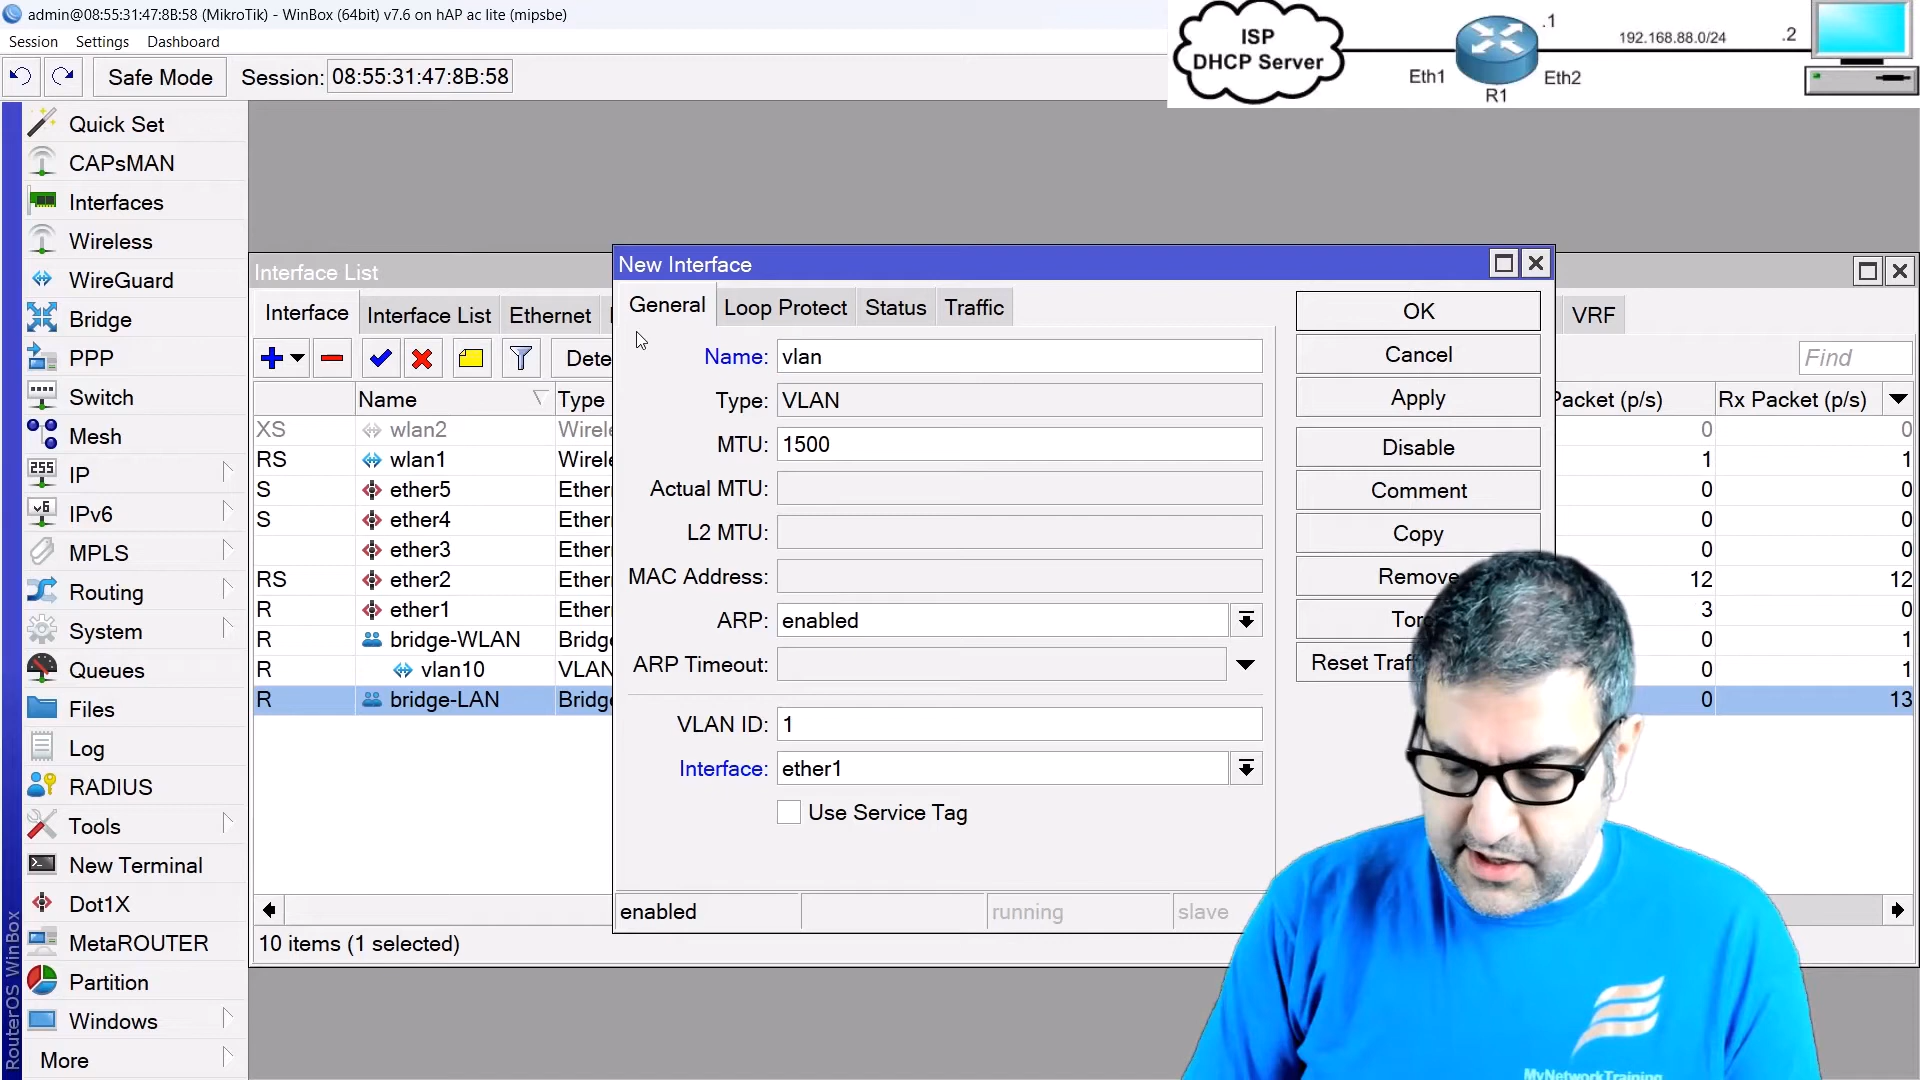 admin@08:55:31:47:8B:58 (MikroTik) - WinBox (64bit) v7.6 on hAP ac lite (mipsbe)
Session Settings Dashboard
Safe Mode Session: 08:55:31:47:8B:58
ISP
DHCP Server
Eth1
R1
.1
Eth2
192.168.88.0/24
.2
Quick Set
CAPsMAN
Interfaces
Wireless
WireGuard
Bridge
PPP
Switch
Mesh
IP
IPv6
MPLS
Routing
System
Queues
Files
Log
RADIUS
Tools
New Terminal
Dot1X
MetaROUTER
Partition
Windows
More
RouterOS WinBox
Interface List
Interface Interface List Ethernet
VRF
Find
Name Type
Packet (p/s) Rx Packet (p/s)
XS wlan2 Wirele 0 0
RS wlan1 Wirele 1 1
S ether5 Ether 0 0
S ether4 Ether 0 0
ether3 Ether 0 0
RS ether2 Ether 12 12
R ether1 Ether 3 0
R bridge-WLAN Bridge 0 1
R vlan10 VLAN 0 1
R bridge-LAN Bridge 0 13
10 items (1 selected)
New Interface
General Loop Protect Status Traffic
Name: vlan
Type: VLAN
MTU: 1500
Actual MTU:
L2 MTU:
MAC Address:
ARP: enabled
ARP Timeout:
VLAN ID: 1
Interface: ether1
Use Service Tag
enabled running slave
OK
Cancel
Apply
Disable
Comment
Copy
Remove
Tor
Reset Traf
MyNetworkTraining